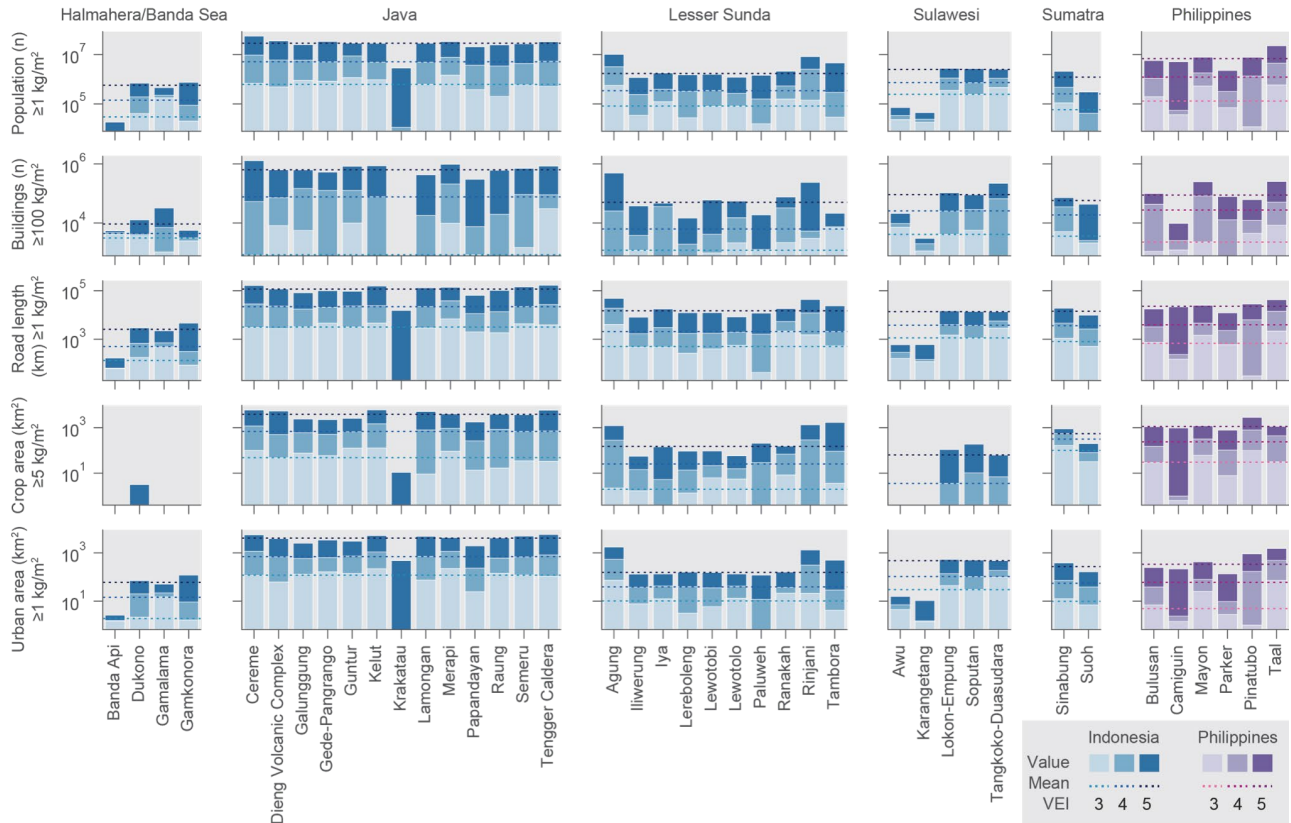 Halmahera/Banda Sea
Java
Lesser Sunda
Sulawesi
Sumatra
Philippines
Population (n)
≥1 kg/m²
10⁷
10⁵
Buildings (n)
≥100 kg/m²
10⁶
10⁴
Road length
(km) ≥1 kg/m²
10⁵
10³
Crop area (km²)
≥5 kg/m²
10³
10¹
Urban area (km²)
≥1 kg/m²
10³
10¹
Banda Api
Dukono
Gamalama
Gamkonora
Cereme
Dieng Volcanic Complex
Galunggung
Gede-Pangrango
Guntur
Kelut
Krakatau
Lamongan
Merapi
Papandayan
Raung
Semeru
Tengger Caldera
Agung
Iliwerung
Iya
Lereboleng
Lewotobi
Lewotolo
Paluweh
Ranakah
Rinjani
Tambora
Awu
Karangetang
Lokon-Empung
Soputan
Tangkoko-Duasudara
Sinabung
Suoh
Bulusan
Camiguin
Mayon
Parker
Pinatubo
Taal
Indonesia
Philippines
Value
Mean
VEI 3 4 5 3 4 5